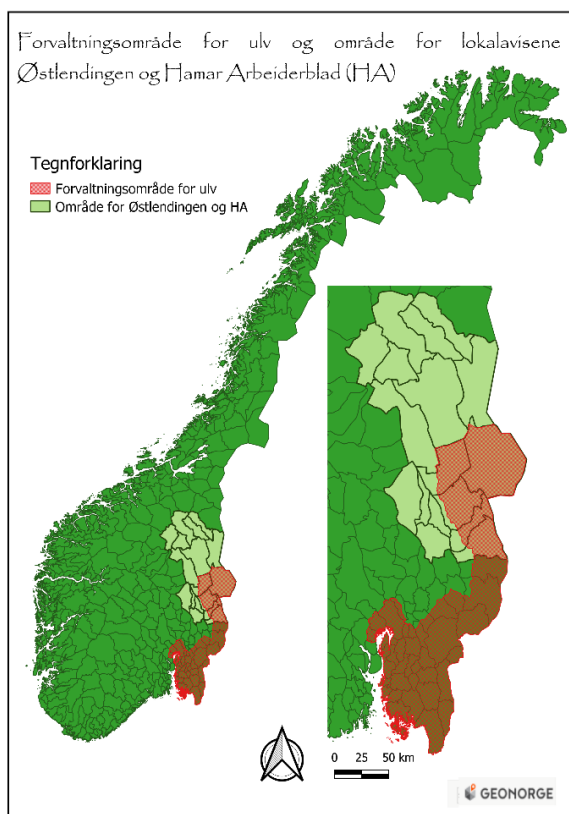 Forvaltningsområde for ulv og område for lokalavisene
Østlendingen og Hamar Arbeiderblad (HA)
Tegnforklaring
Forvaltningsområde for ulv
Område for Østlendingen og HA
0 25 50 km
GEONORGE